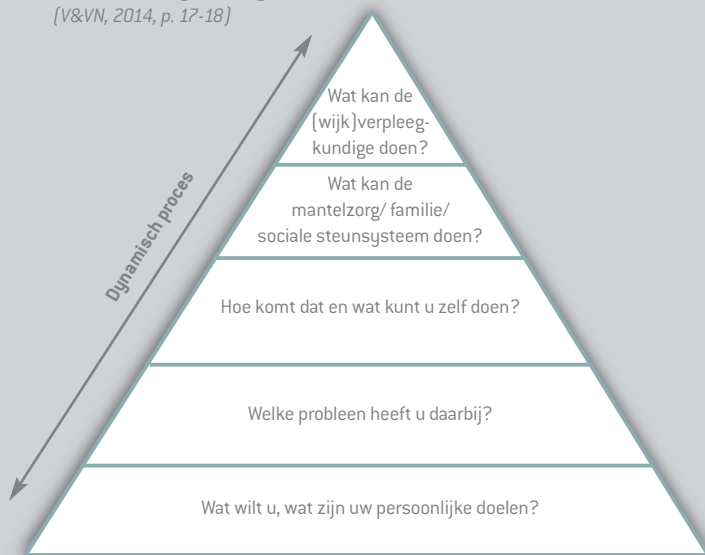 (V&VN, 2014, p. 17-18)
Dynamisch proces
Wat kan de
(wijk)verpleeg-
kundige doen?
Wat kan de
mantelzorg/ familie/
sociale steunsysteem doen?
Hoe komt dat en wat kunt u zelf doen?
Welke probleen heeft u daarbij?
Wat wilt u, wat zijn uw persoonlijke doelen?